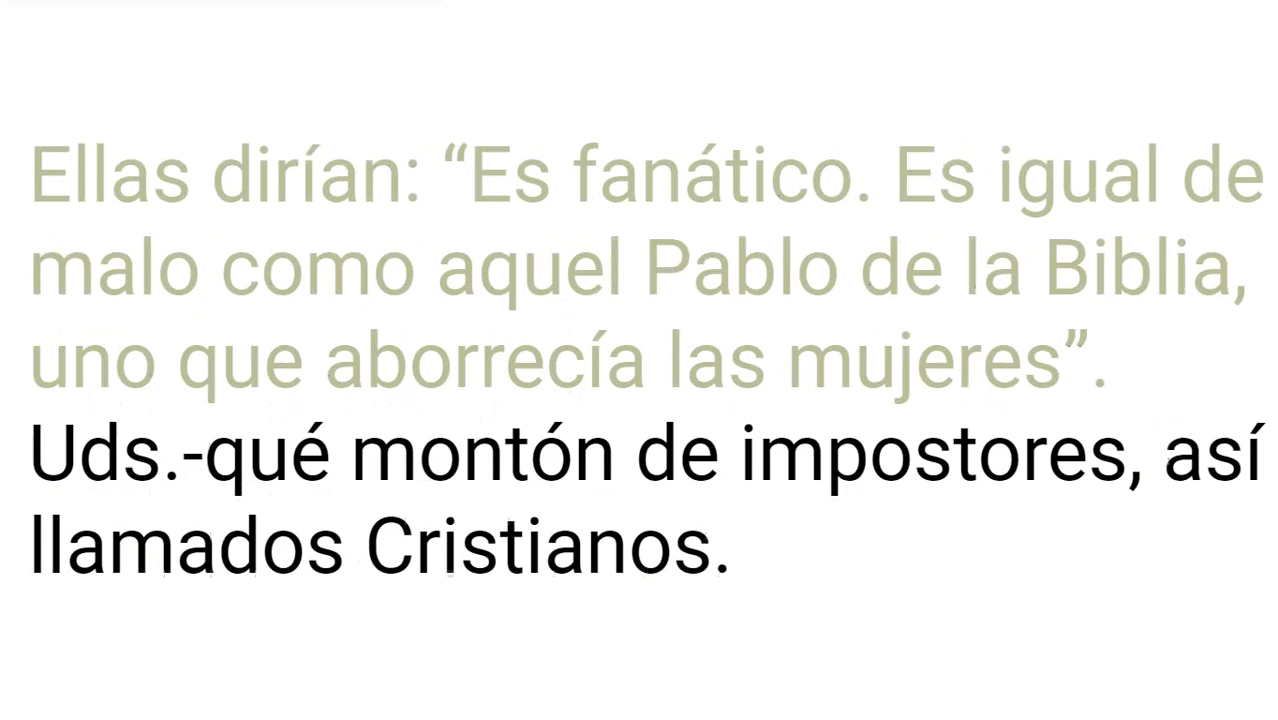 Ellas dirían: “Es fanático. Es igual de
malo como aquel Pablo de la Biblia,
uno que aborrecía las mujeres”.
Uds.-qué montón de impostores, así
llamados Cristianos.